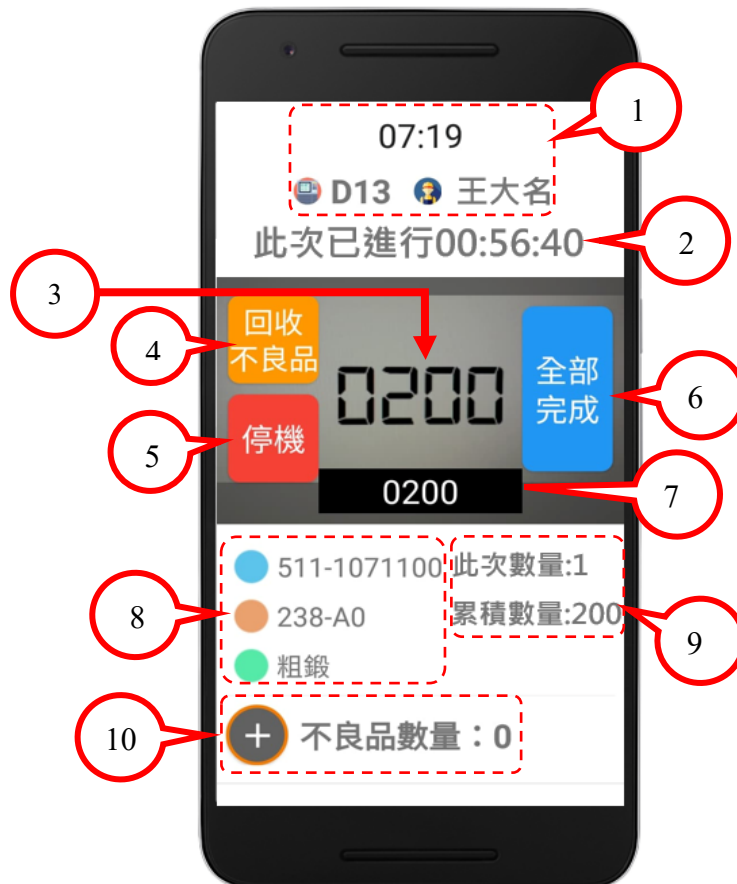 07:19
1
D13 王大名
此次已進行00:56:40
2
3
回收
不良品
4
0200
全部
完成
6
停機
5
0200
7
511-1071100
此次數量:1
238-A0
累積數量:200
8
9
粗鍛
10
+ 不良品數量：0